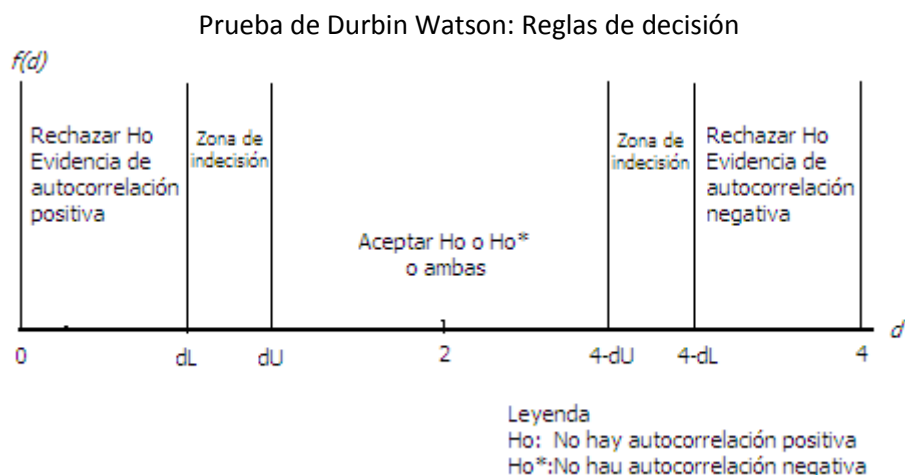 Prueba de Durbin Watson: Reglas de decisión
f(d)
Rechazar Ho
Evidencia de
autocorrelación
positiva
Zona de
indecisión
Aceptar Ho o Ho*
o ambas
Zona de
indecisión
Rechazar Ho
Evidencia de
autocorrelación
negativa
0
dL
dU
2
4-dU
4-dL
4
d
Leyenda
Ho: No hay autocorrelación positiva
Ho*:No hau autocorrelación negativa